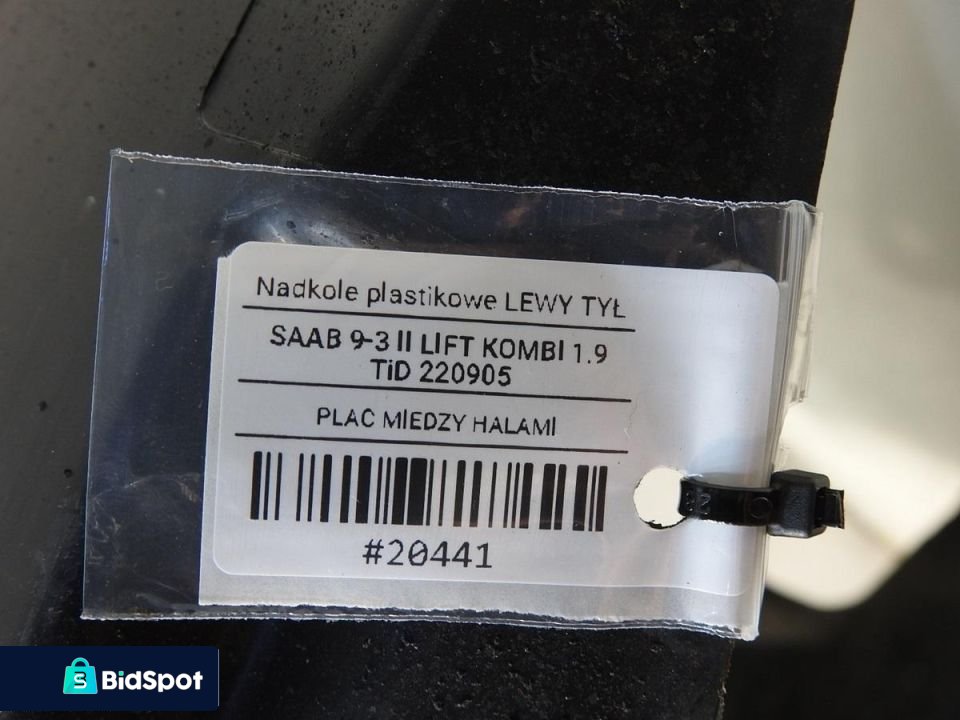 Nadkole plastikowe LEWY TYŁ
SAAB 9-3 II LIFT KOMBI 1.9
TiD 220905
PLAC MIEDZY HALAMI
#20441
BidSpot